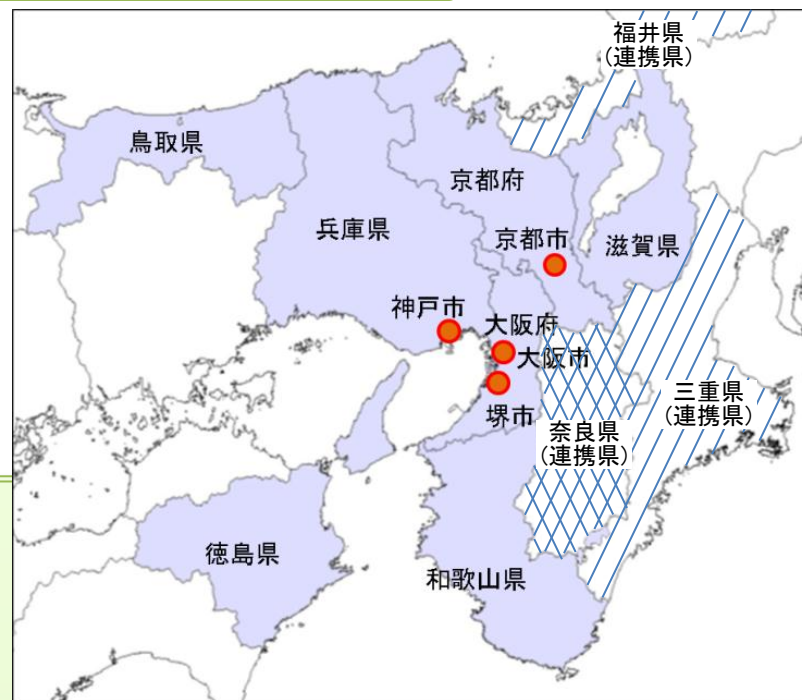 福井県
(連携県)
鳥取県
京都府
兵庫県
京都市
滋賀県
神戸市
大阪府
大阪市
三重県
(連携県)
堺市
奈良県
(連携県)
徳島県
和歌山県